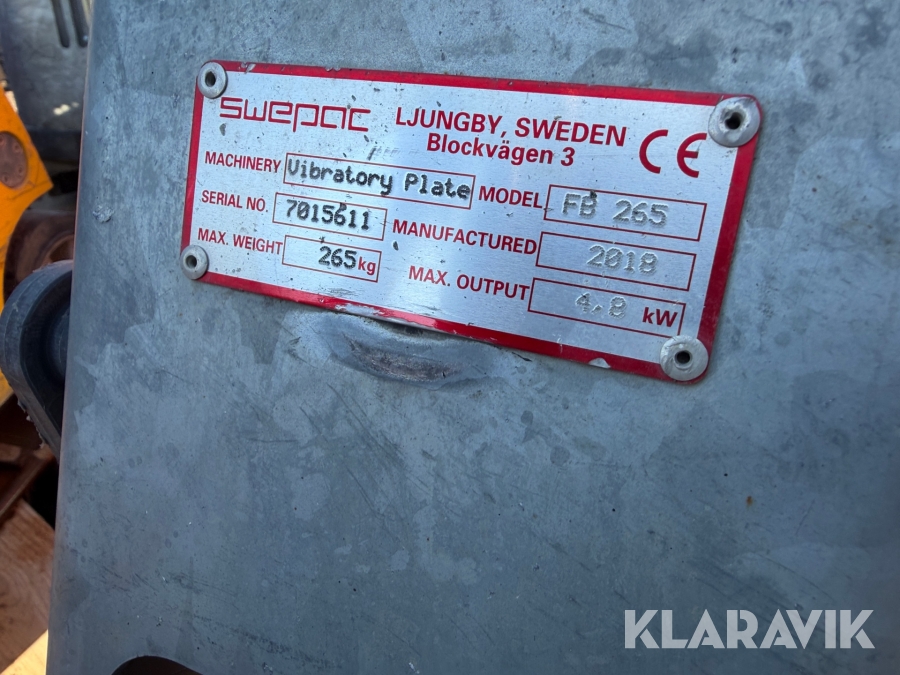 swepac LJUNGBY, SWEDEN
Blockvägen 3
CE
MACHINERY Vibratory Plate MODEL FB 265
SERIAL NO. 7015611 MANUFACTURED 2018
MAX. WEIGHT 265kg MAX. OUTPUT 4,8 kW
KLARAVIK